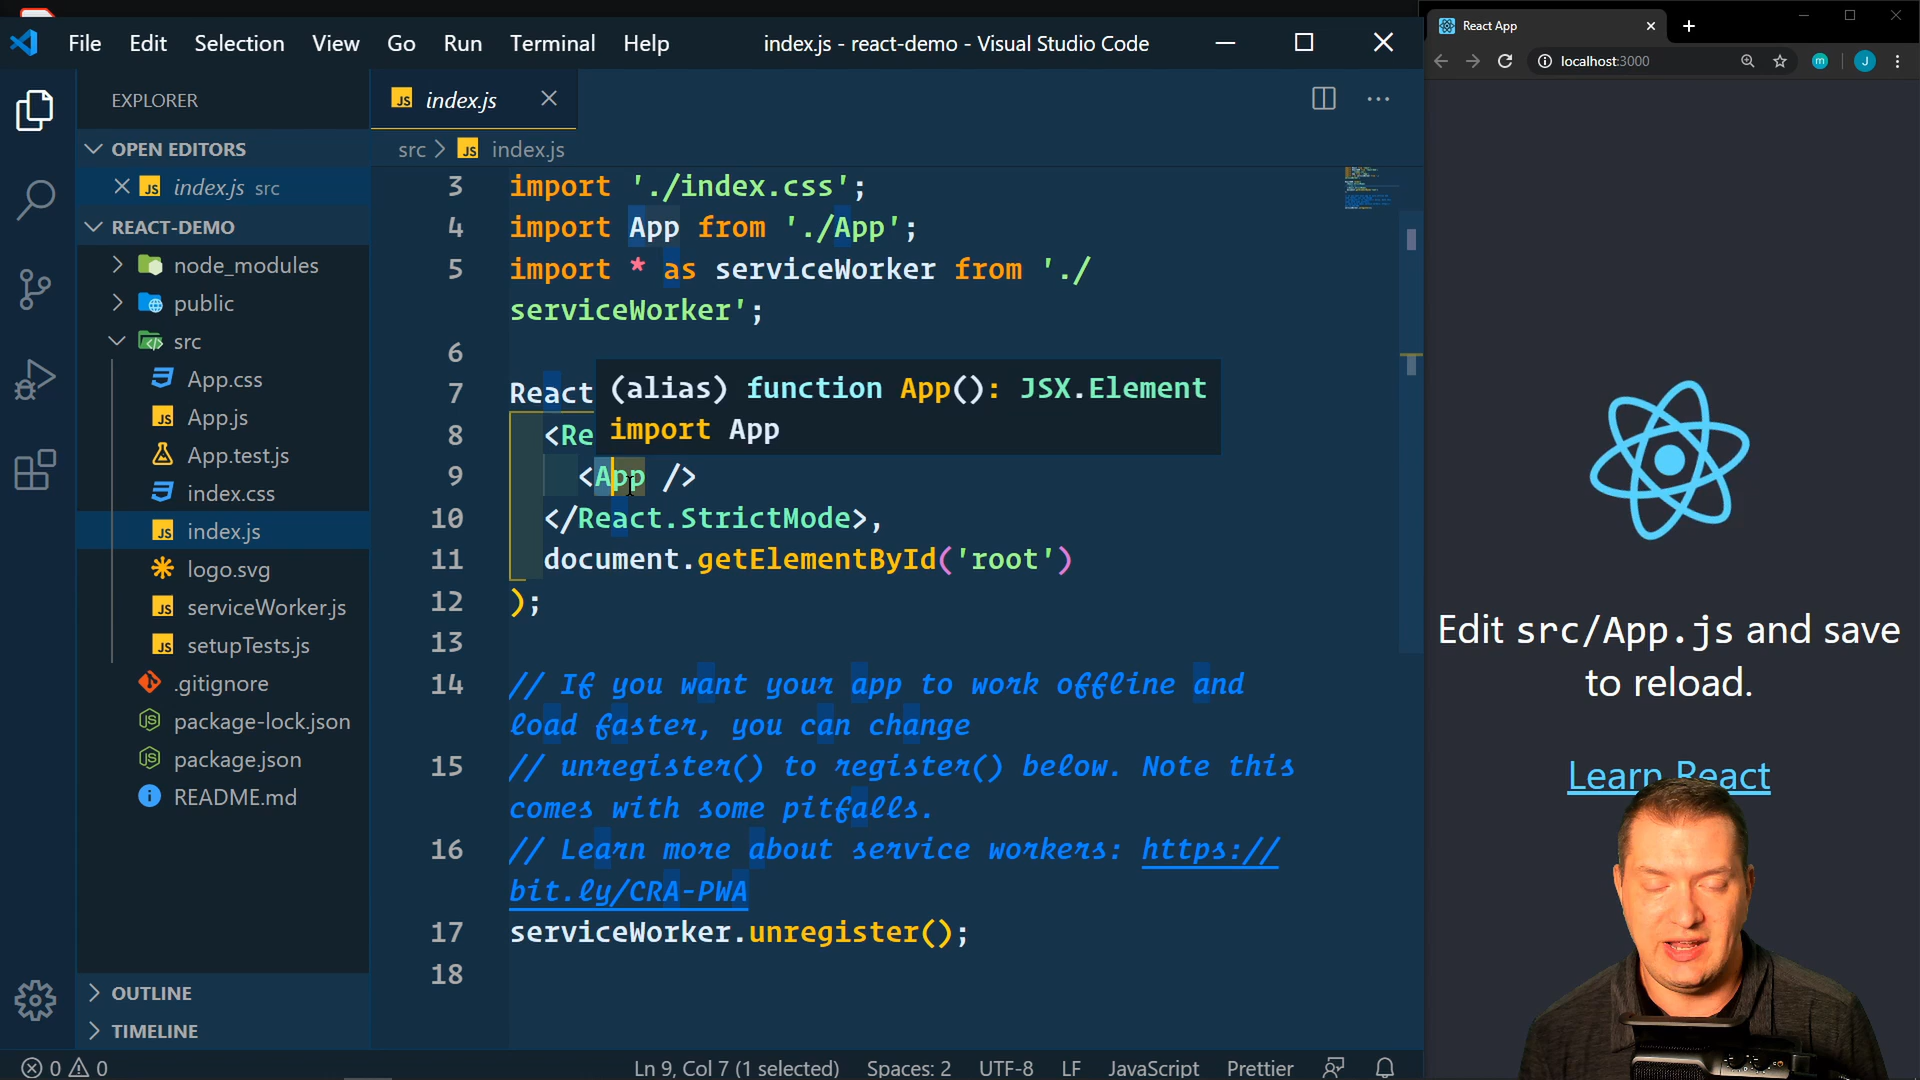 File Edit Selection View Go Run Terminal Help
index.js - react-demo - Visual Studio Code
EXPLORER
OPEN EDITORS
JS index.js src
REACT-DEMO
node_modules
public
src
App.css
JS App.js
App.test.js
index.css
JS index.js
logo.svg
JS serviceWorker.js
JS setupTests.js
.gitignore
package-lock.json
package.json
README.md
OUTLINE
TIMELINE
JS index.js
src > JS index.js
3 import './index.css';
4 import App from './App';
5 import * as serviceWorker from './
serviceWorker';
6
7 React
(alias) function App(): JSX.Element
import App
8 <Re
9 <App />
10 </React.StrictMode>,
11 document.getElementById('root')
12 );
13
14 // If you want your app to work offline and
load faster, you can change
15 // unregister() to register() below. Note this
comes with some pitfalls.
16 // Learn more about service workers: https://
bit.ly/CRA-PWA
17 serviceWorker.unregister();
18
0 0
Ln 9, Col 7 (1 selected) Spaces: 2 UTF-8 LF JavaScript Prettier
React App
localhost:3000
m
J
Edit src/App.js and save
to reload.
Learn React